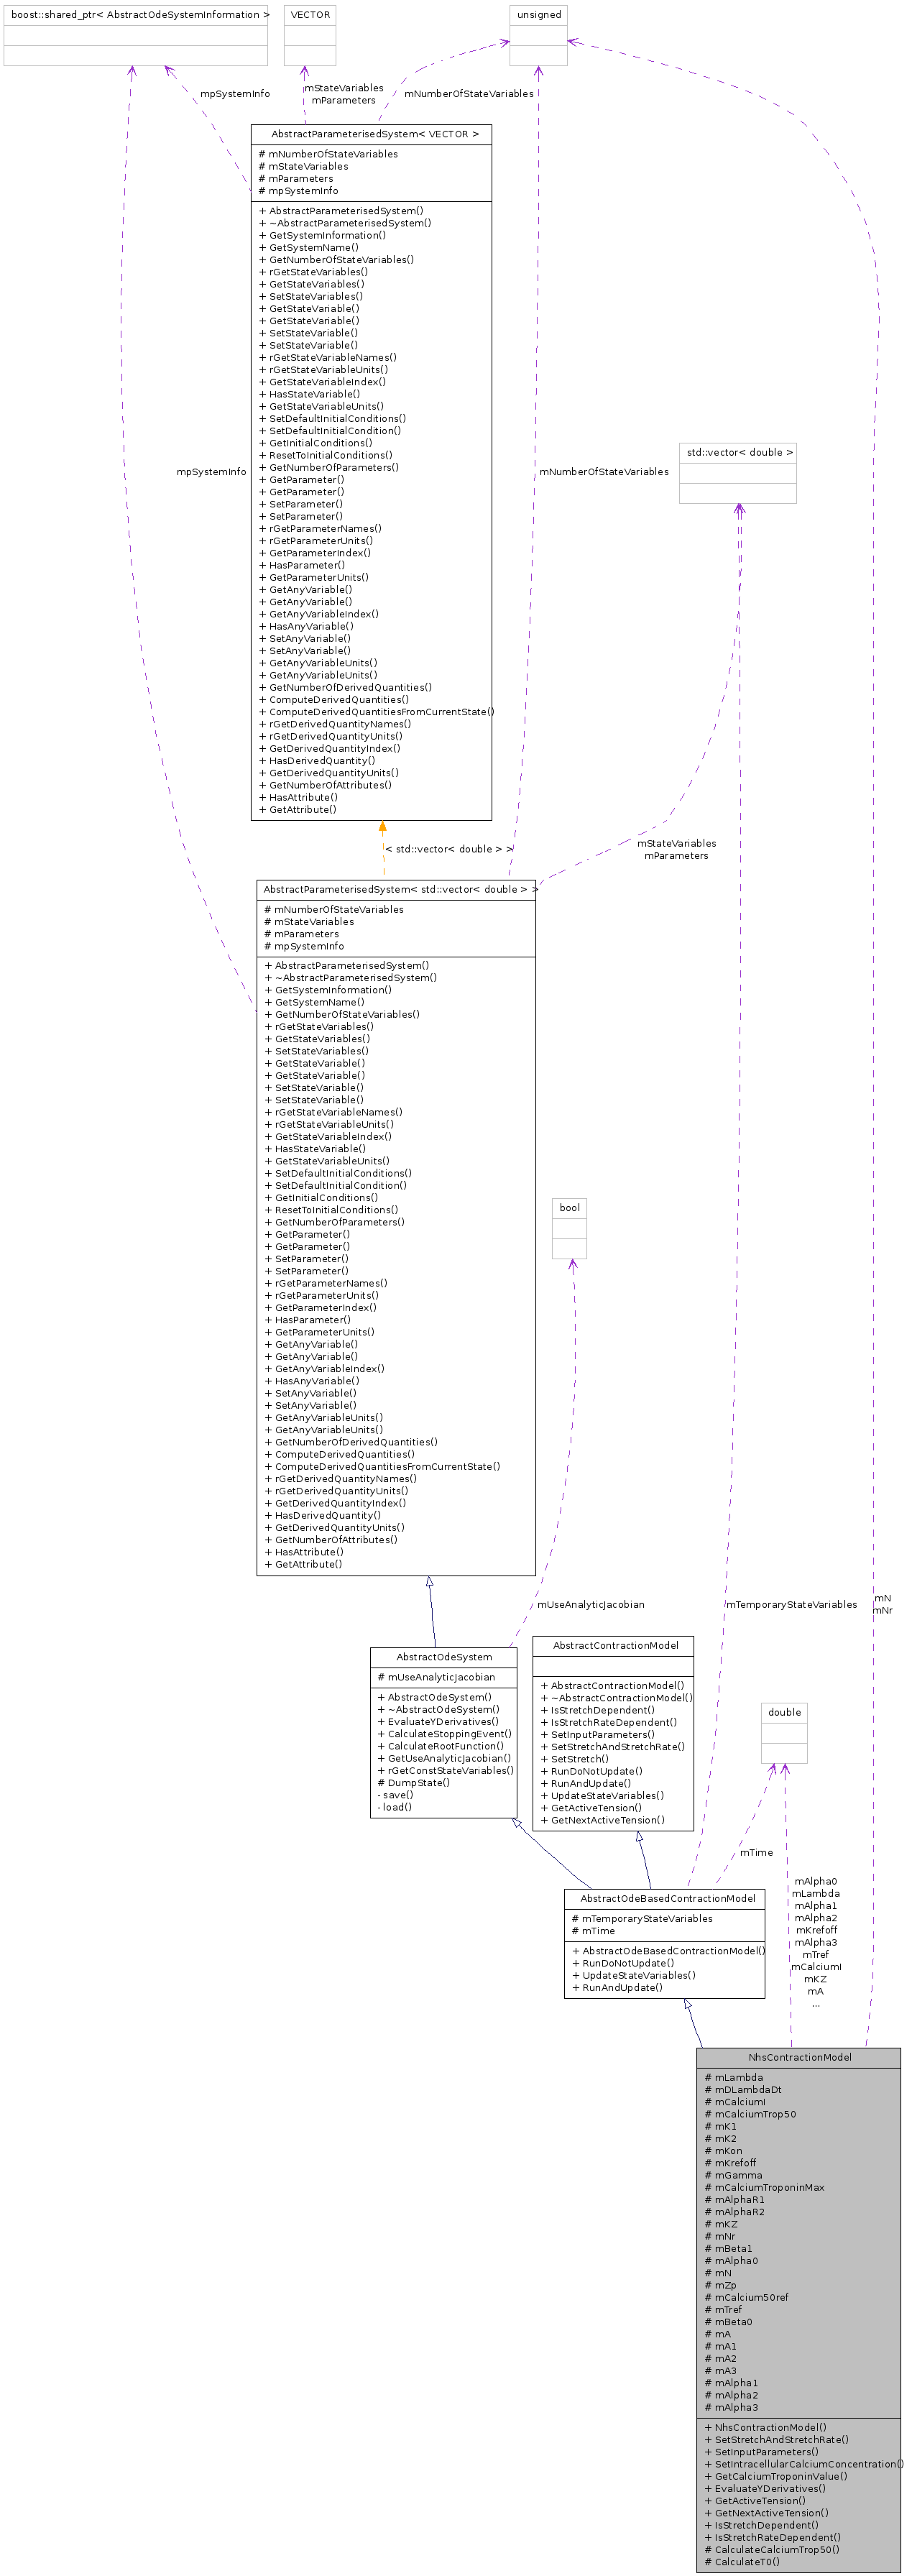 boost::shared_ptr< AbstractOdeSystemInformation >
VECTOR
unsigned
mpSystemInfo
mStateVariables
mParameters
mNumberOfStateVariables
AbstractParameterisedSystem< VECTOR >
# mNumberOfStateVariables
# mStateVariables
# mParameters
# mpSystemInfo
+ AbstractParameterisedSystem()
+ ~AbstractParameterisedSystem()
+ GetSystemInformation()
+ GetSystemName()
+ GetNumberOfStateVariables()
+ rGetStateVariables()
+ GetStateVariables()
+ SetStateVariables()
+ GetStateVariable()
+ GetStateVariable()
+ SetStateVariable()
+ SetStateVariable()
+ rGetStateVariableNames()
+ rGetStateVariableUnits()
+ GetStateVariableIndex()
+ HasStateVariable()
+ GetStateVariableUnits()
+ SetDefaultInitialConditions()
+ SetDefaultInitialCondition()
+ GetInitialConditions()
+ ResetToInitialConditions()
+ GetNumberOfParameters()
+ GetParameter()
+ GetParameter()
+ SetParameter()
+ SetParameter()
+ rGetParameterNames()
+ rGetParameterUnits()
+ GetParameterIndex()
+ HasParameter()
+ GetParameterUnits()
+ GetAnyVariable()
+ GetAnyVariable()
+ GetAnyVariableIndex()
+ HasAnyVariable()
+ SetAnyVariable()
+ SetAnyVariable()
+ GetAnyVariableUnits()
+ GetAnyVariableUnits()
+ GetNumberOfDerivedQuantities()
+ ComputeDerivedQuantities()
+ ComputeDerivedQuantitiesFromCurrentState()
+ rGetDerivedQuantityNames()
+ rGetDerivedQuantityUnits()
+ GetDerivedQuantityIndex()
+ HasDerivedQuantity()
+ GetDerivedQuantityUnits()
+ GetNumberOfAttributes()
+ HasAttribute()
+ GetAttribute()
mpSystemInfo
mNumberOfStateVariables
std::vector< double >
< std::vector< double > >
mStateVariables
mParameters
AbstractParameterisedSystem< std::vector< double > >
# mNumberOfStateVariables
# mStateVariables
# mParameters
# mpSystemInfo
+ AbstractParameterisedSystem()
+ ~AbstractParameterisedSystem()
+ GetSystemInformation()
+ GetSystemName()
+ GetNumberOfStateVariables()
+ rGetStateVariables()
+ GetStateVariables()
+ SetStateVariables()
+ GetStateVariable()
+ GetStateVariable()
+ SetStateVariable()
+ SetStateVariable()
+ rGetStateVariableNames()
+ rGetStateVariableUnits()
+ GetStateVariableIndex()
+ HasStateVariable()
+ GetStateVariableUnits()
+ SetDefaultInitialConditions()
+ SetDefaultInitialCondition()
+ GetInitialConditions()
+ ResetToInitialConditions()
+ GetNumberOfParameters()
+ GetParameter()
+ GetParameter()
+ SetParameter()
+ SetParameter()
+ rGetParameterNames()
+ rGetParameterUnits()
+ GetParameterIndex()
+ HasParameter()
+ GetParameterUnits()
+ GetAnyVariable()
+ GetAnyVariable()
+ GetAnyVariableIndex()
+ HasAnyVariable()
+ SetAnyVariable()
+ SetAnyVariable()
+ GetAnyVariableUnits()
+ GetAnyVariableUnits()
+ GetNumberOfDerivedQuantities()
+ ComputeDerivedQuantities()
+ ComputeDerivedQuantitiesFromCurrentState()
+ rGetDerivedQuantityNames()
+ rGetDerivedQuantityUnits()
+ GetDerivedQuantityIndex()
+ HasDerivedQuantity()
+ GetDerivedQuantityUnits()
+ GetNumberOfAttributes()
+ HasAttribute()
+ GetAttribute()
bool
mUseAnalyticJacobian
mTemporaryStateVariables
mN
mNr
AbstractOdeSystem
# mUseAnalyticJacobian
+ AbstractOdeSystem()
+ ~AbstractOdeSystem()
+ EvaluateYDerivatives()
+ CalculateStoppingEvent()
+ CalculateRootFunction()
+ GetUseAnalyticJacobian()
+ rGetConstStateVariables()
# DumpState()
- save()
- load()
AbstractContractionModel
+ AbstractContractionModel()
+ ~AbstractContractionModel()
+ IsStretchDependent()
+ IsStretchRateDependent()
+ SetInputParameters()
+ SetStretchAndStretchRate()
+ SetStretch()
+ RunDoNotUpdate()
+ RunAndUpdate()
+ UpdateStateVariables()
+ GetActiveTension()
+ GetNextActiveTension()
double
mTime
mAlpha0
mLambda
mAlpha1
mAlpha2
mKrefoff
mAlpha3
mTref
mCalciumI
mKZ
mA
...
AbstractOdeBasedContractionModel
# mTemporaryStateVariables
# mTime
+ AbstractOdeBasedContractionModel()
+ RunDoNotUpdate()
+ UpdateStateVariables()
+ RunAndUpdate()
NhsContractionModel
# mLambda
# mDLambdaDt
# mCalciumI
# mCalciumTrop50
# mK1
# mK2
# mKon
# mKrefoff
# mGamma
# mCalciumTroponinMax
# mAlphaR1
# mAlphaR2
# mKZ
# mNr
# mBeta1
# mAlpha0
# mN
# mZp
# mCalcium50ref
# mTref
# mBeta0
# mA
# mA1
# mA2
# mA3
# mAlpha1
# mAlpha2
# mAlpha3
+ NhsContractionModel()
+ SetStretchAndStretchRate()
+ SetInputParameters()
+ SetIntracellularCalciumConcentration()
+ GetCalciumTroponinValue()
+ EvaluateYDerivatives()
+ GetActiveTension()
+ GetNextActiveTension()
+ IsStretchDependent()
+ IsStretchRateDependent()
# CalculateCalciumTrop50()
# CalculateT0()